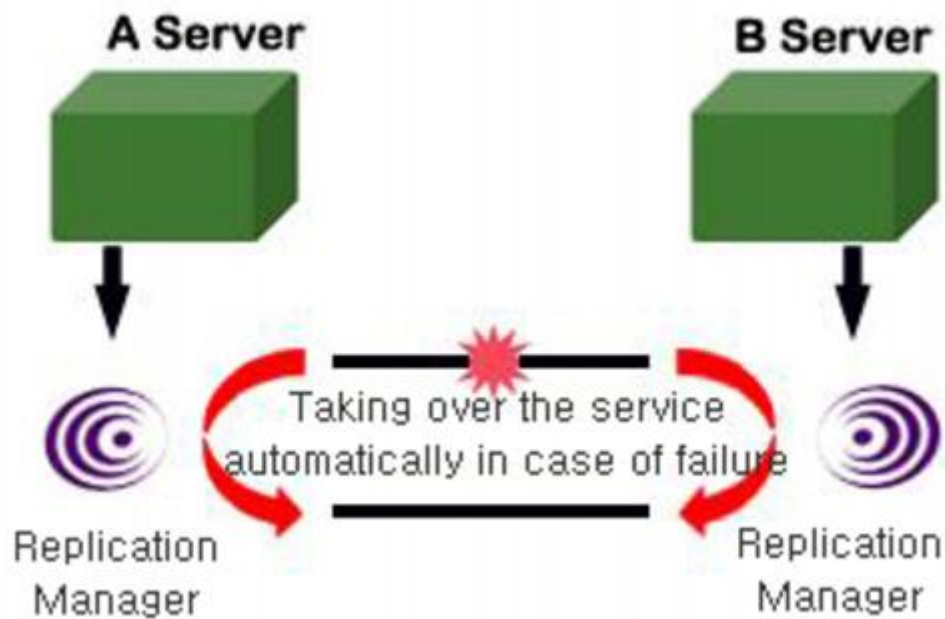 A Server
B Server
Taking over the service
automatically in case of failure
Replication
Manager
Replication
Manager